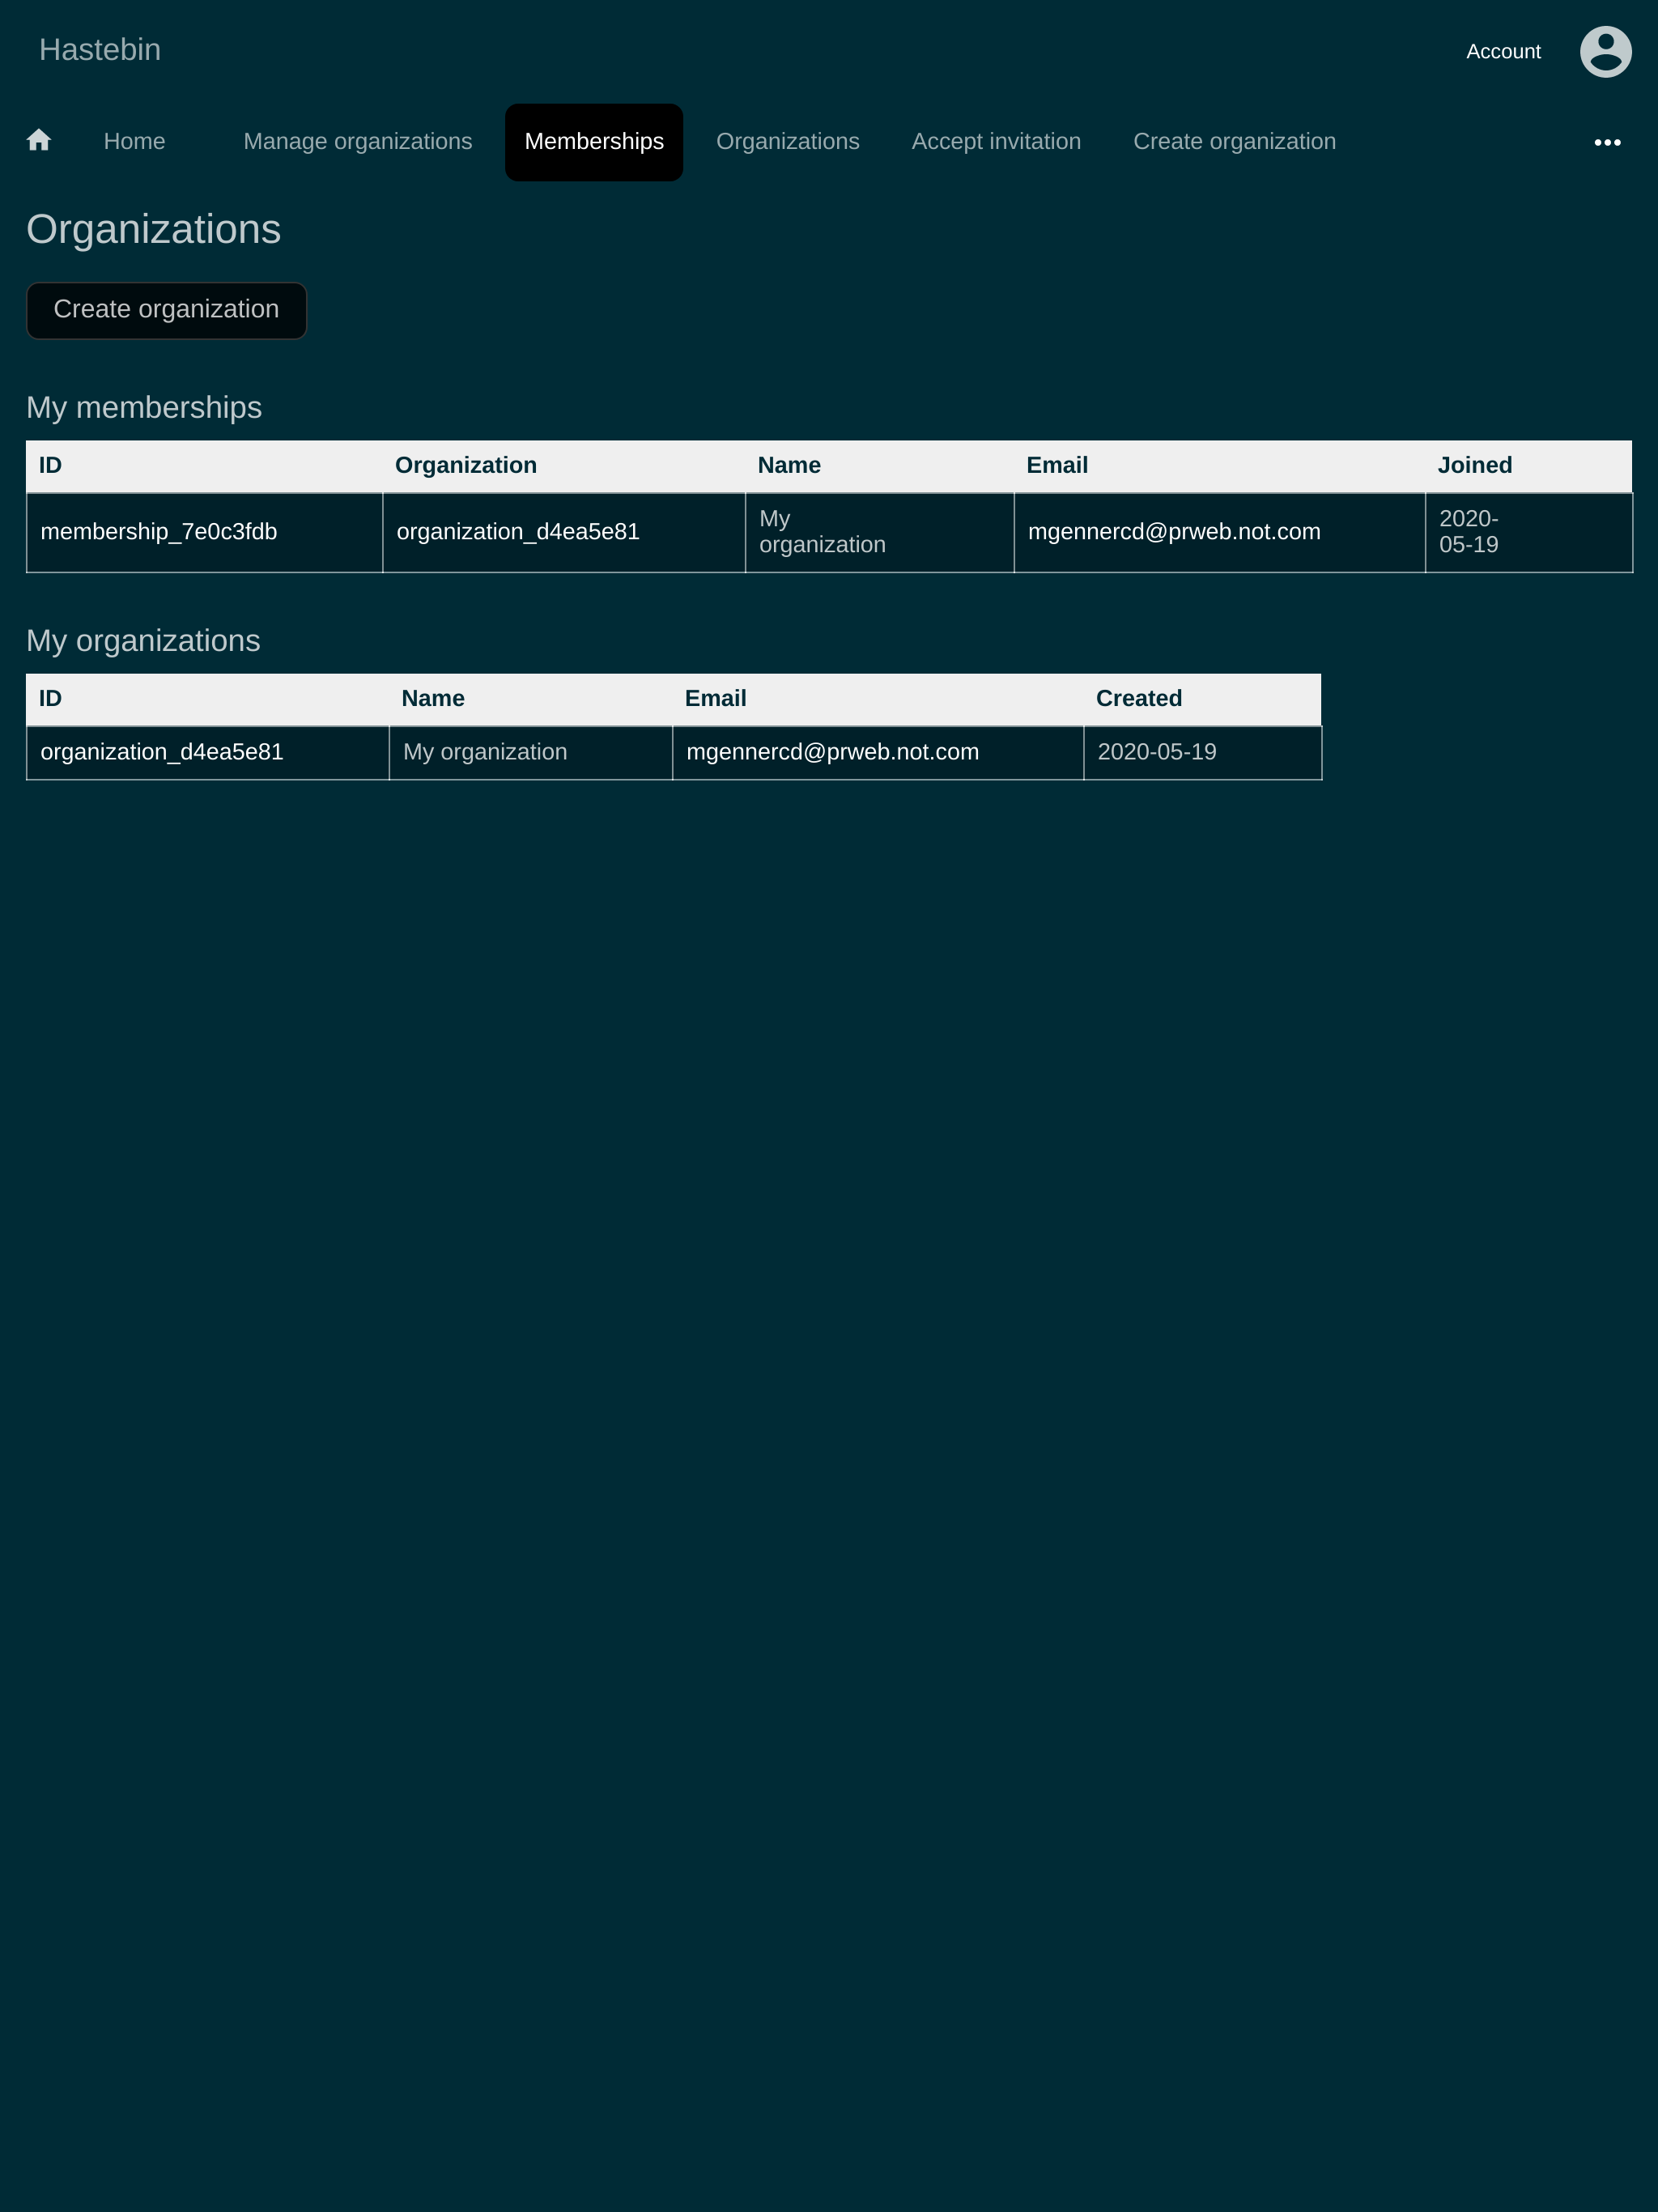 Hastebin
Account
Home Manage organizations Memberships Organizations Accept invitation Create organization
Organizations
Create organization
My memberships
ID Organization Name Email Joined
membership_7e0c3fdb organization_d4ea5e81 My organization mgennercd@prweb.not.com 2020-05-19
My organizations
ID Name Email Created
organization_d4ea5e81 My organization mgennercd@prweb.not.com 2020-05-19